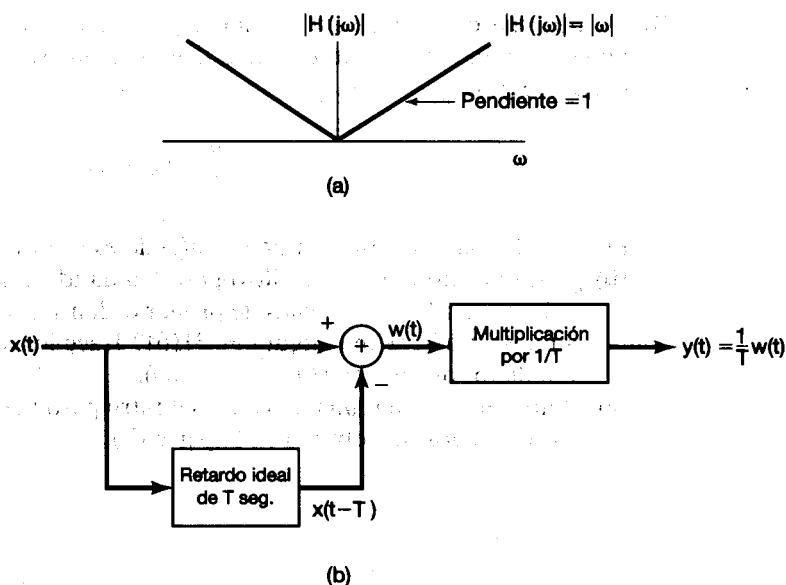 |H (jω)|
|H (jω)| = |ω|
Pendiente = 1
ω
(a)
x(t)
+
+
−
w(t)
Multiplicación
por 1/T
y(t) = 1/T w(t)
Retardo ideal
de T seg.
x(t−T)
(b)